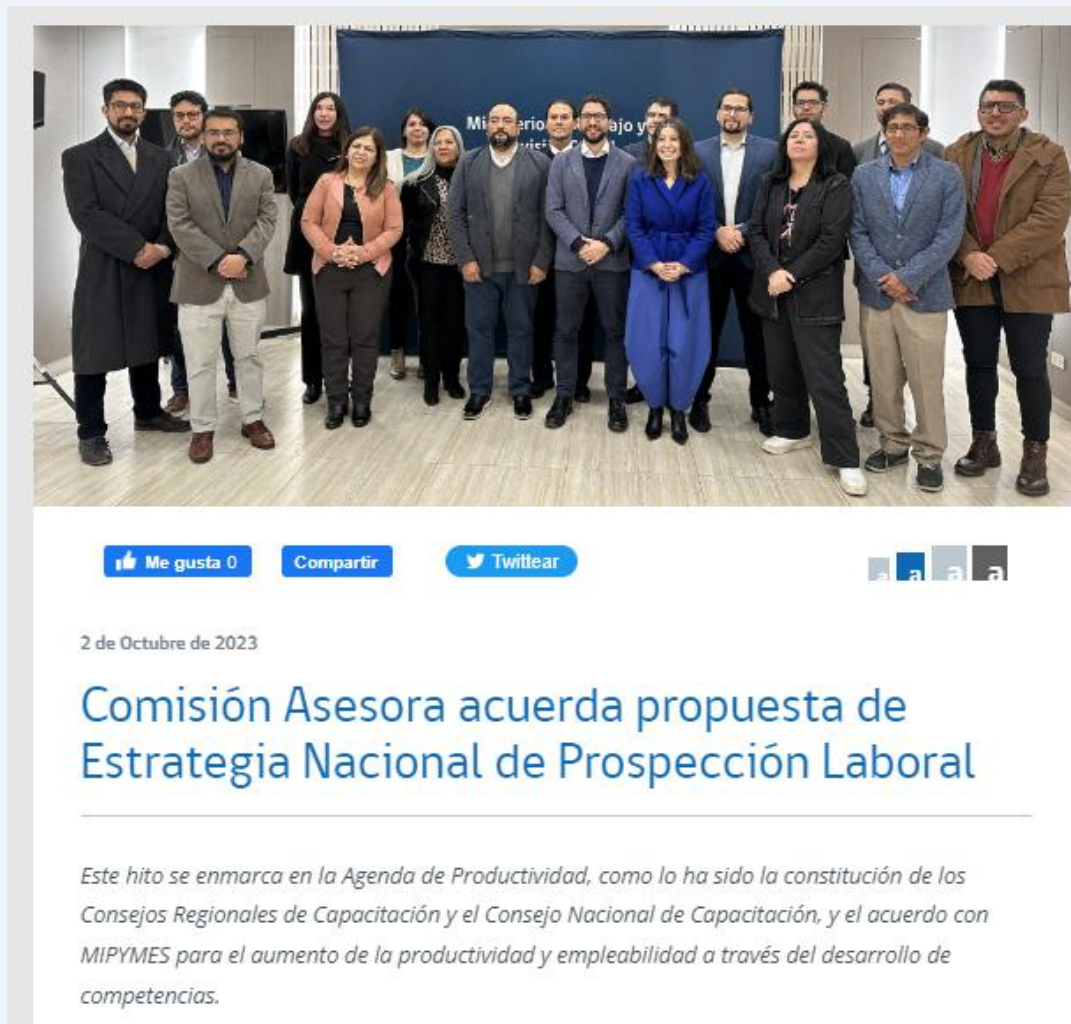 Me gusta 0
Compartir
Twittear
a a a a
2 de Octubre de 2023
Comisión Asesora acuerda propuesta de
Estrategia Nacional de Prospección Laboral
Este hito se enmarca en la Agenda de Productividad, como lo ha sido la constitución de los
Consejos Regionales de Capacitación y el Consejo Nacional de Capacitación, y el acuerdo con
MIPYMES para el aumento de la productividad y empleabilidad a través del desarrollo de
competencias.